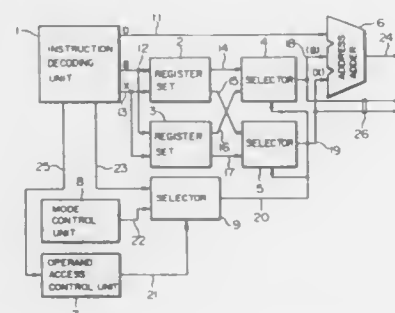 1
11
D
B
X
12
13
INSTRUCTION
DECODING
UNIT
2
REGISTER
SET
14
15
4
SELECTOR
18
(B)
(X)
6
ADDRESS
ADDER
24
26
3
REGISTER
SET
16
17
SELECTOR
5
19
20
25
23
8
MODE CONTROL
UNIT
22
SELECTOR
9
OPERAND
ACCESS
CONTROL UNIT
21
7